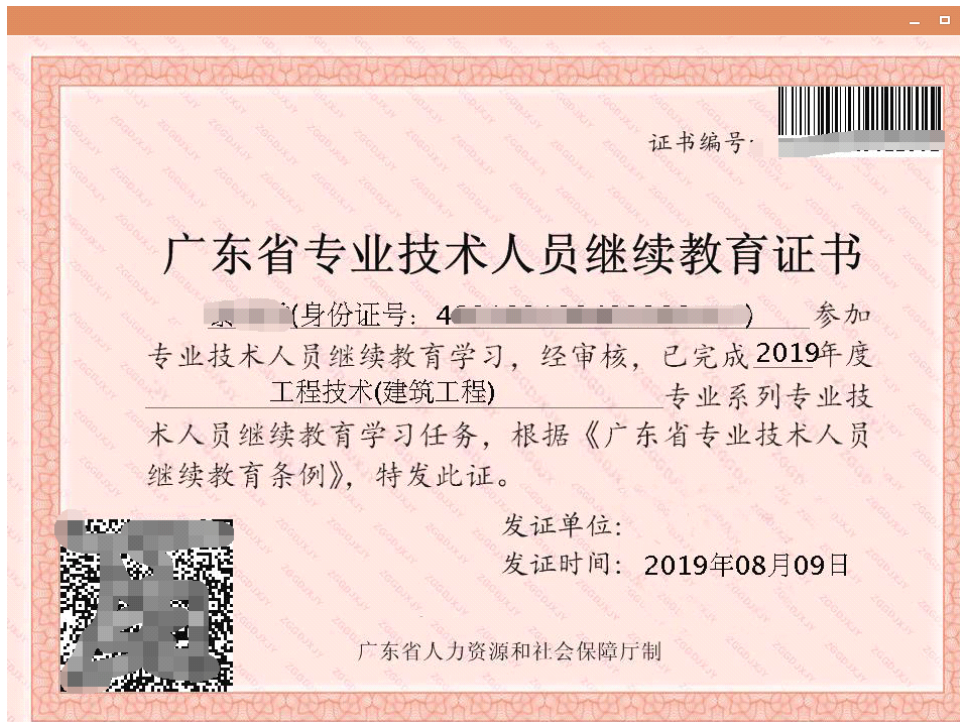 证书编号:
广东省专业技术人员继续教育证书
(身份证号：4 ) 参加
专业技术人员继续教育学习，经审核，已完成2019年度
工程技术(建筑工程) 专业系列专业技
术人员继续教育学习任务，根据《广东省专业技术人员
继续教育条例》，特发此证。
发证单位：
发证时间：2019年08月09日
广东省人力资源和社会保障厅制